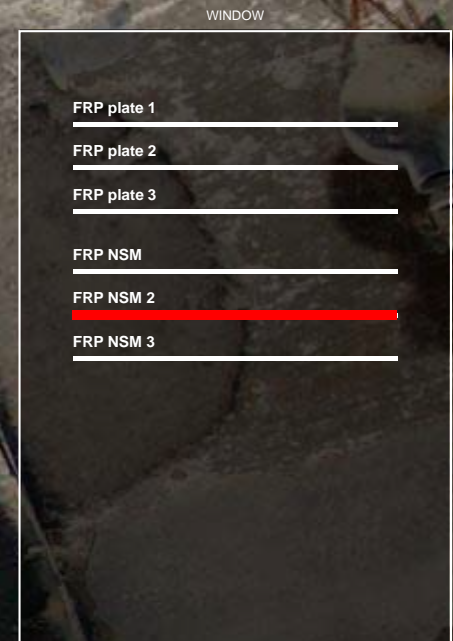 WINDOW
FRP plate 1
FRP plate 2
FRP plate 3
FRP NSM
FRP NSM 2
FRP NSM 3